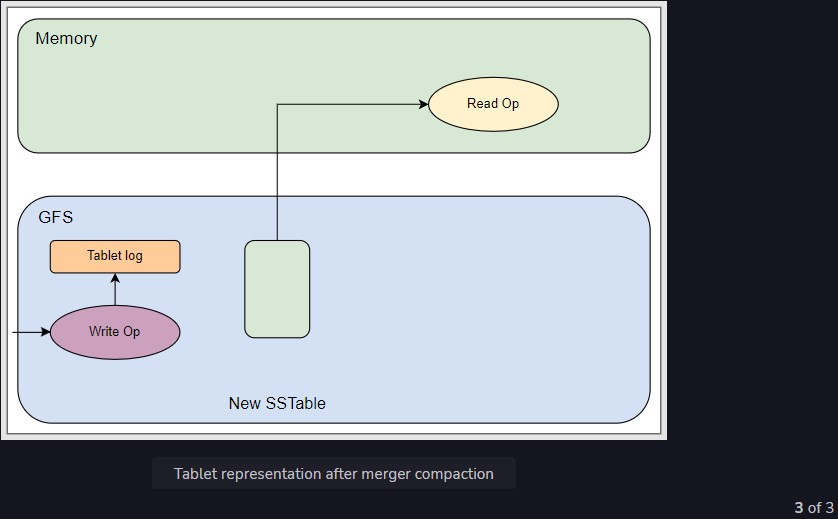 Memory
Read Op
GFS
Tablet log
Write Op
New SSTable
Tablet representation after merger compaction
3 of 3